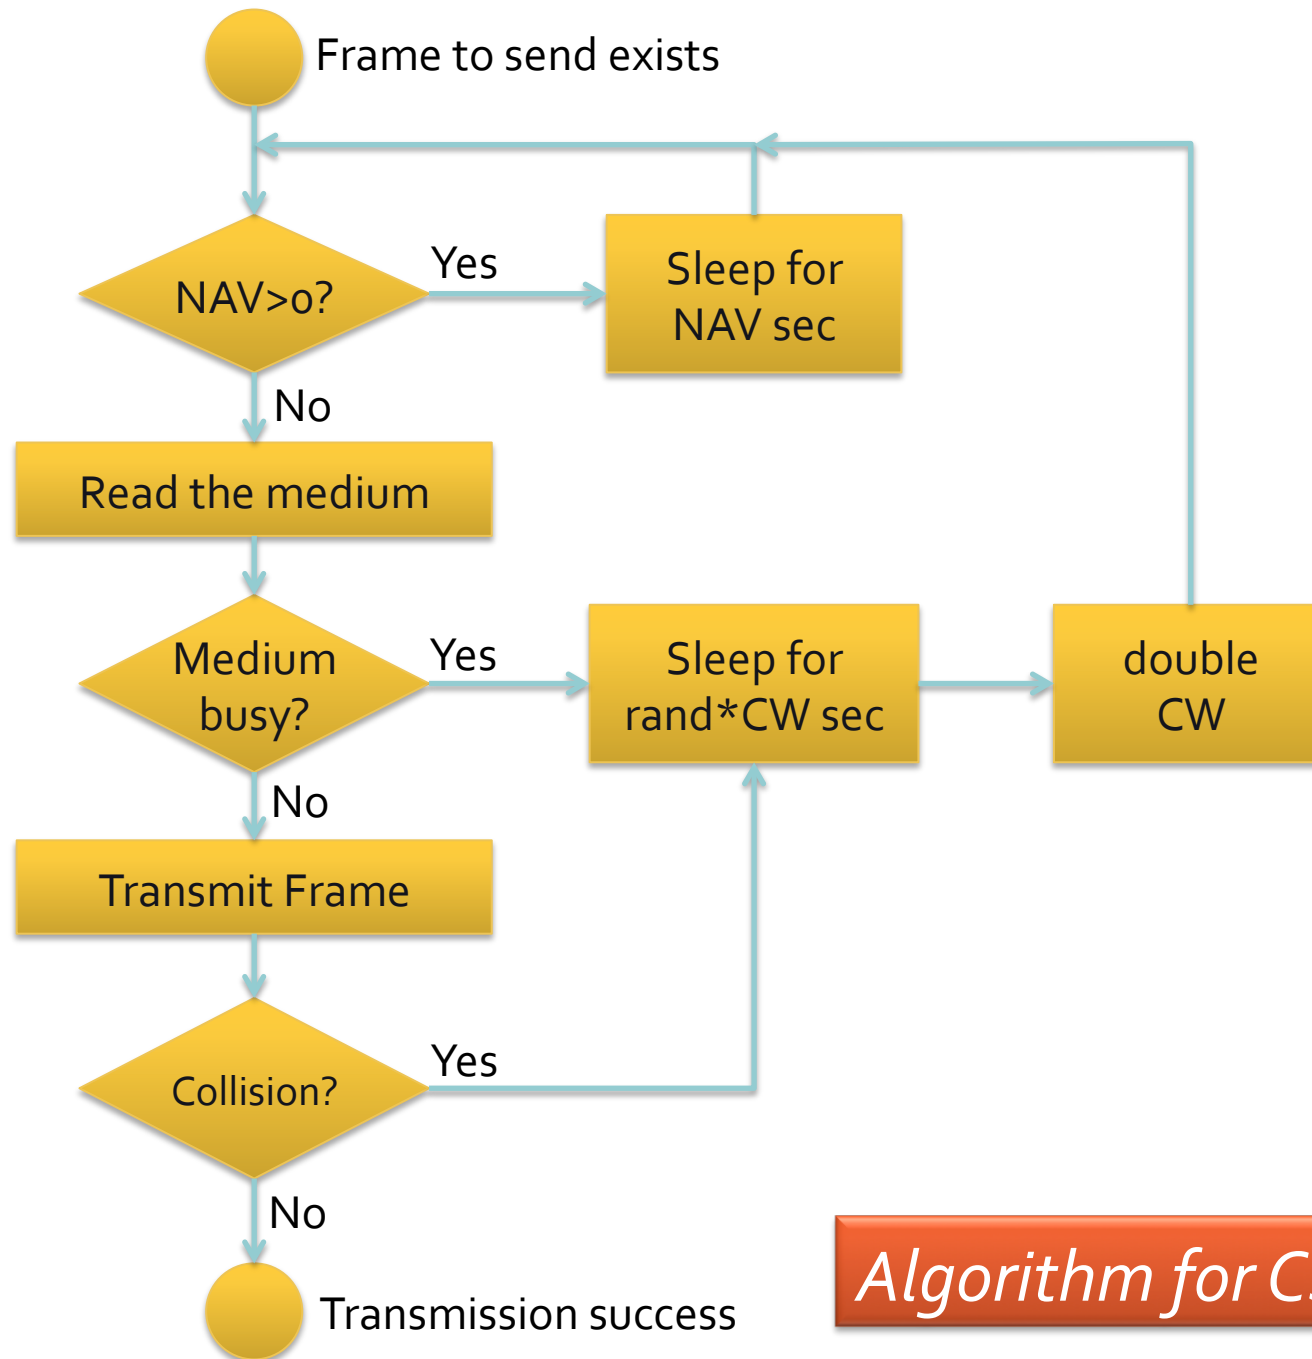 Frame to send exists
NAV>0?
Yes
Sleep for
NAV sec
No
Read the medium
Medium
busy?
Yes
Sleep for
rand*CW sec
double
CW
No
Transmit Frame
Collision?
Yes
No
Algorithm for
Transmission success